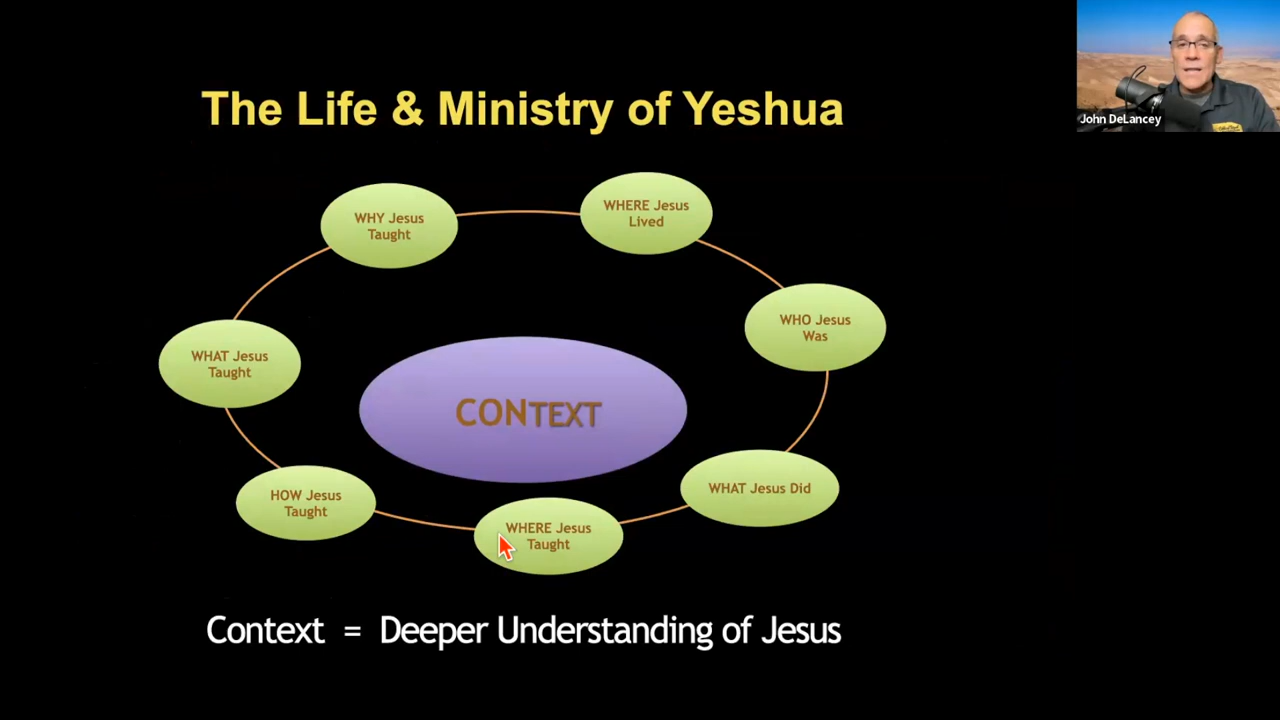 John DeLancey
The Life & Ministry of Yeshua
WHY Jesus
Taught
WHERE Jesus
Lived
WHO Jesus
Was
WHAT Jesus
Taught
CONTEXT
WHAT Jesus Did
HOW Jesus
Taught
WHERE Jesus
Taught
Context = Deeper Understanding of Jesus